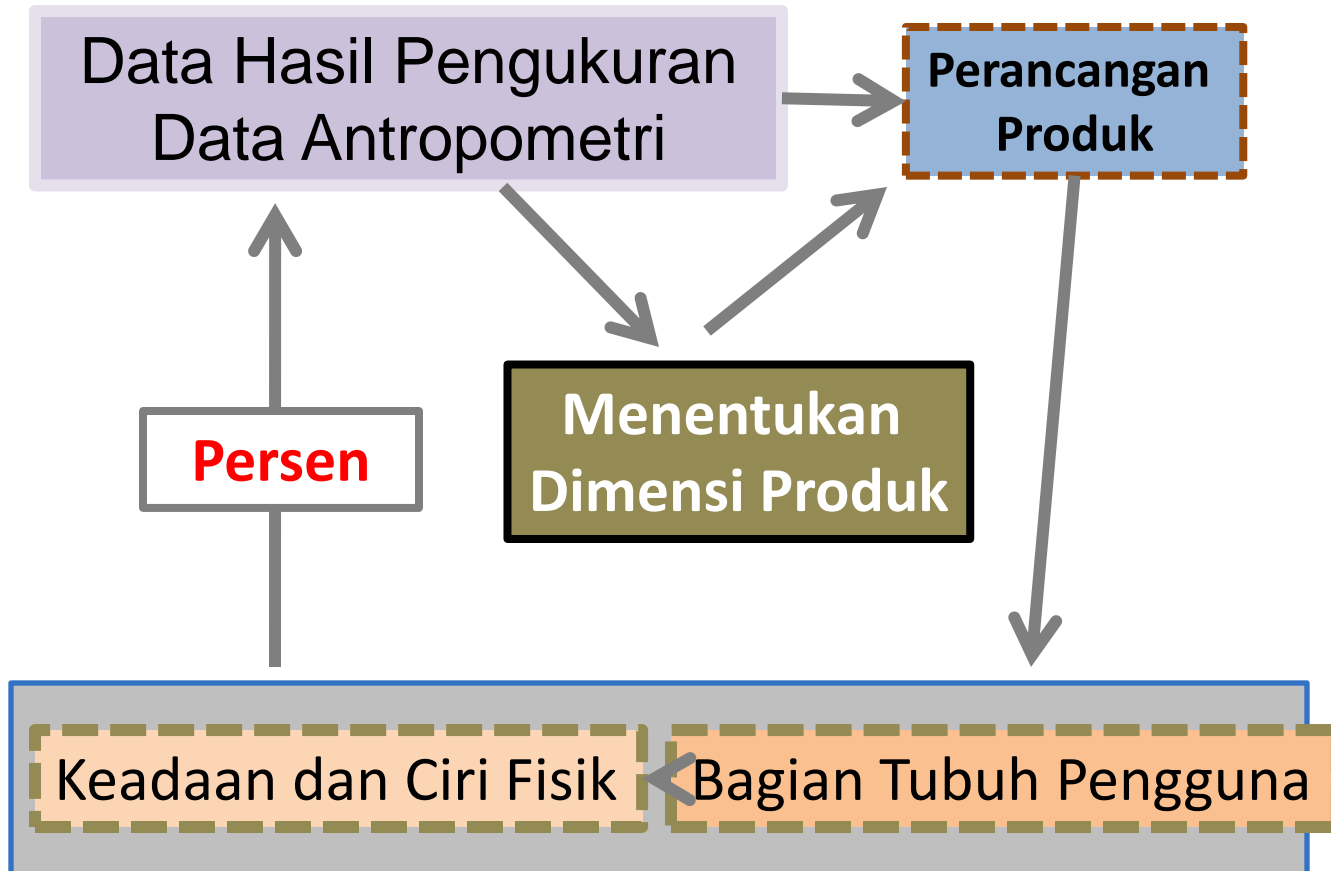 Data Hasil Pengukuran
Data Antropometri
Perancangan
Produk
Menentukan
Dimensi Produk
Persen
Keadaan dan Ciri Fisik
Bagian Tubuh Pengguna